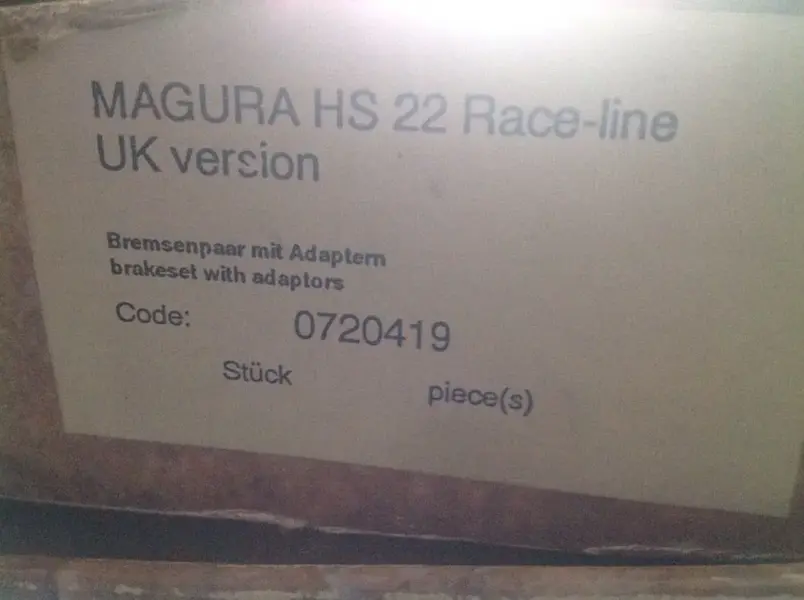 MAGURA HS 22 Race-line
UK version
Bremsenpaar mit Adaptern
brakeset with adaptors
Code: 0720419
Stück piece(s)